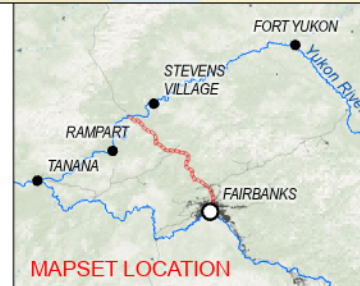 FORT YUKON
Yukon River
STEVENS
VILLAGE
RAMPART
TANANA
FAIRBANKS
MAPSET LOCATION